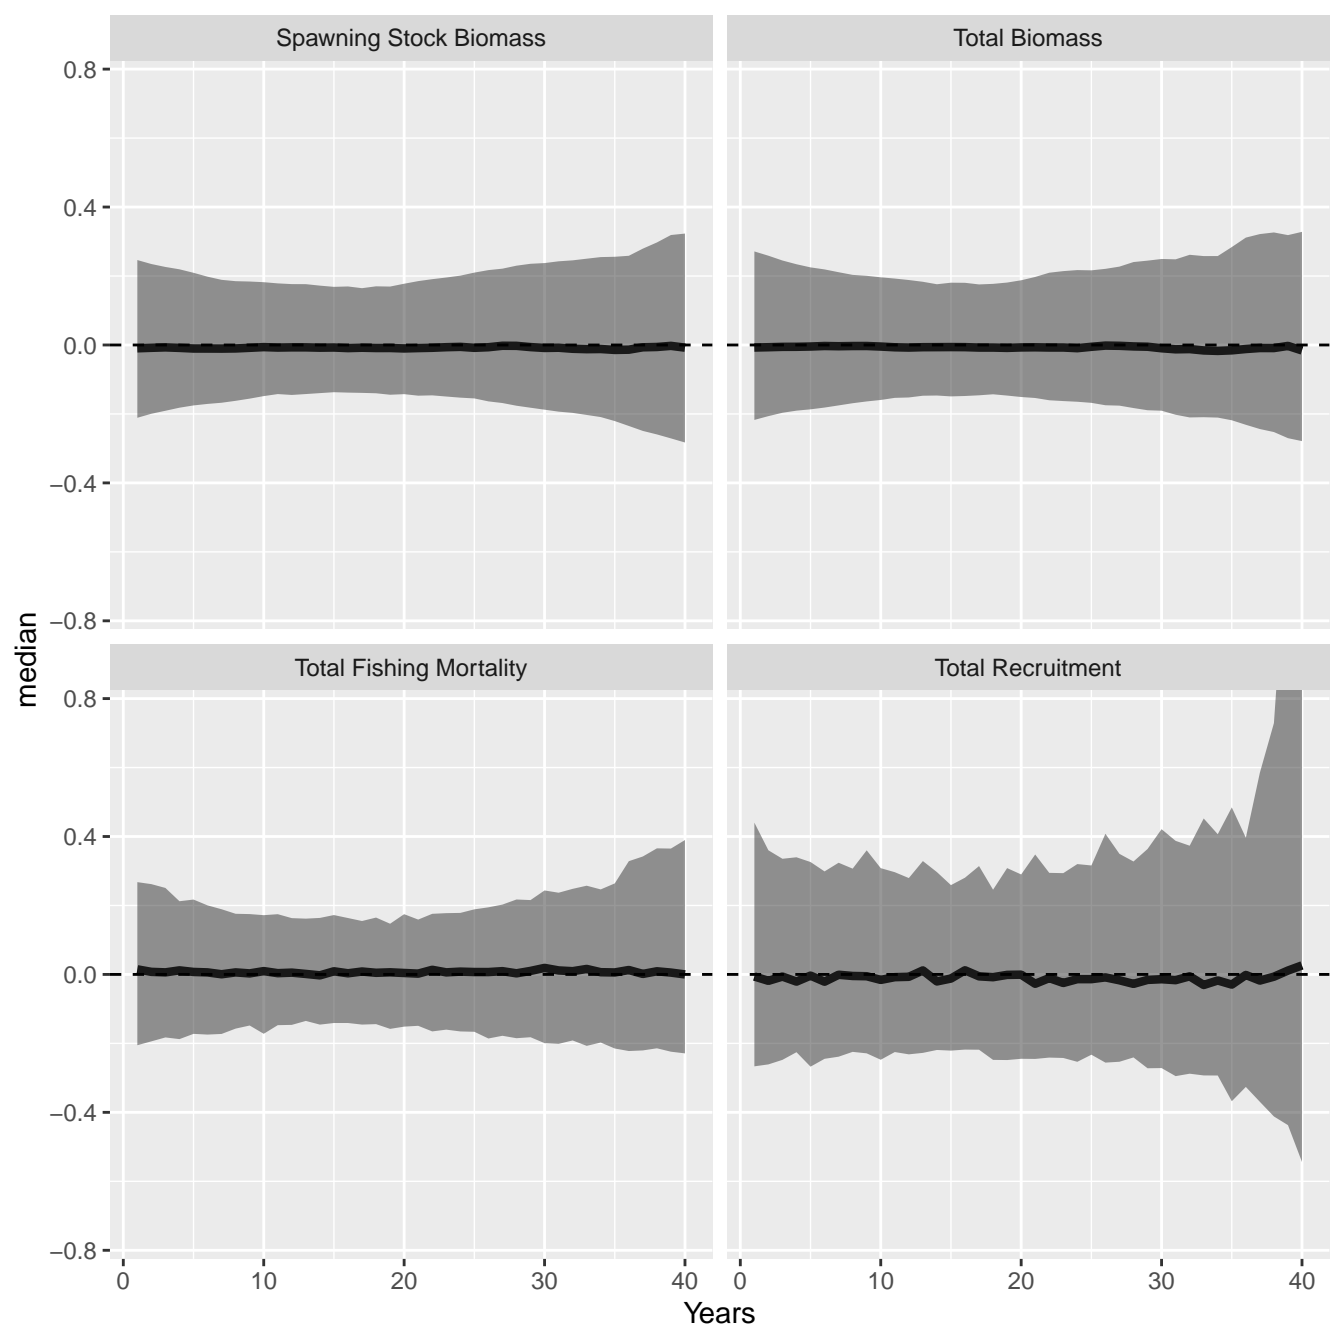 Spawning Stock Biomass
Total Biomass
0.8
0.4
0.0
−0.4
−0.8
median
Total Fishing Mortality
Total Recruitment
0.8
0.4
0.0
−0.4
−0.8
0 10 20 30 40
0 10 20 30 40
Years